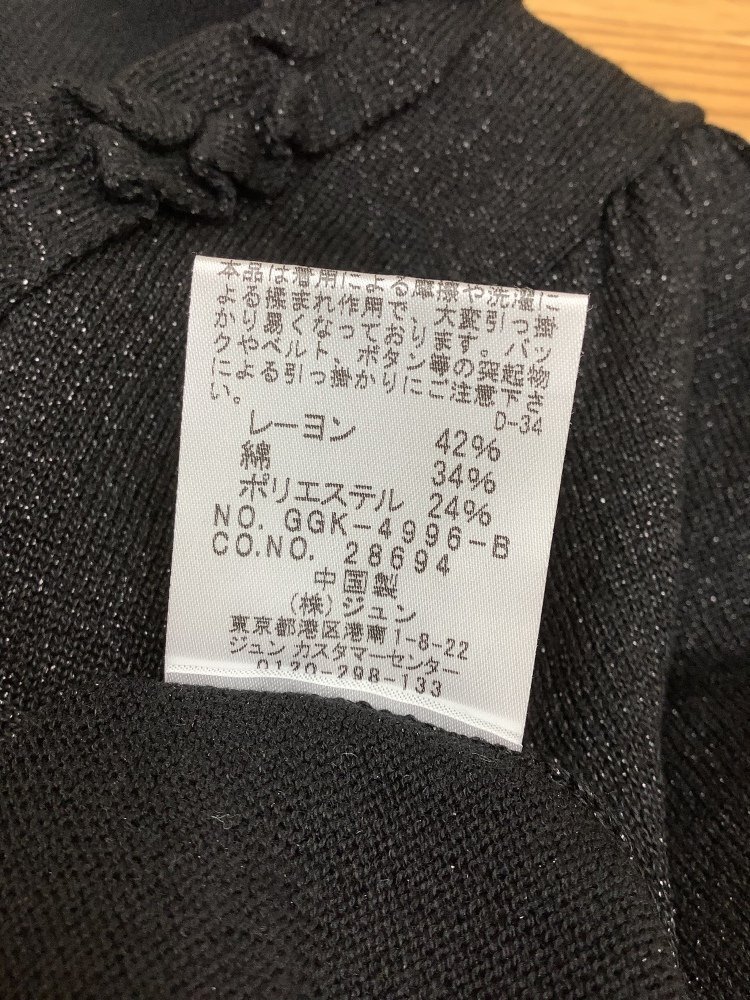 本品は着用による摩擦や洗濯に
よる揉まれ作用で、大変引っ掛
かり易くなっております。バッ
クやベルト、ボタン等の突起物
による引っ掛かりにご注意下さ
い。
D-34
レーヨン 42%
綿 34%
ポリエステル 24%
NO. GGK-4996-B
CO.NO. 28694
中国製
(株)ジュン
東京都港区港南1-8-22
ジュン カスタマーセンター
0120-298-133